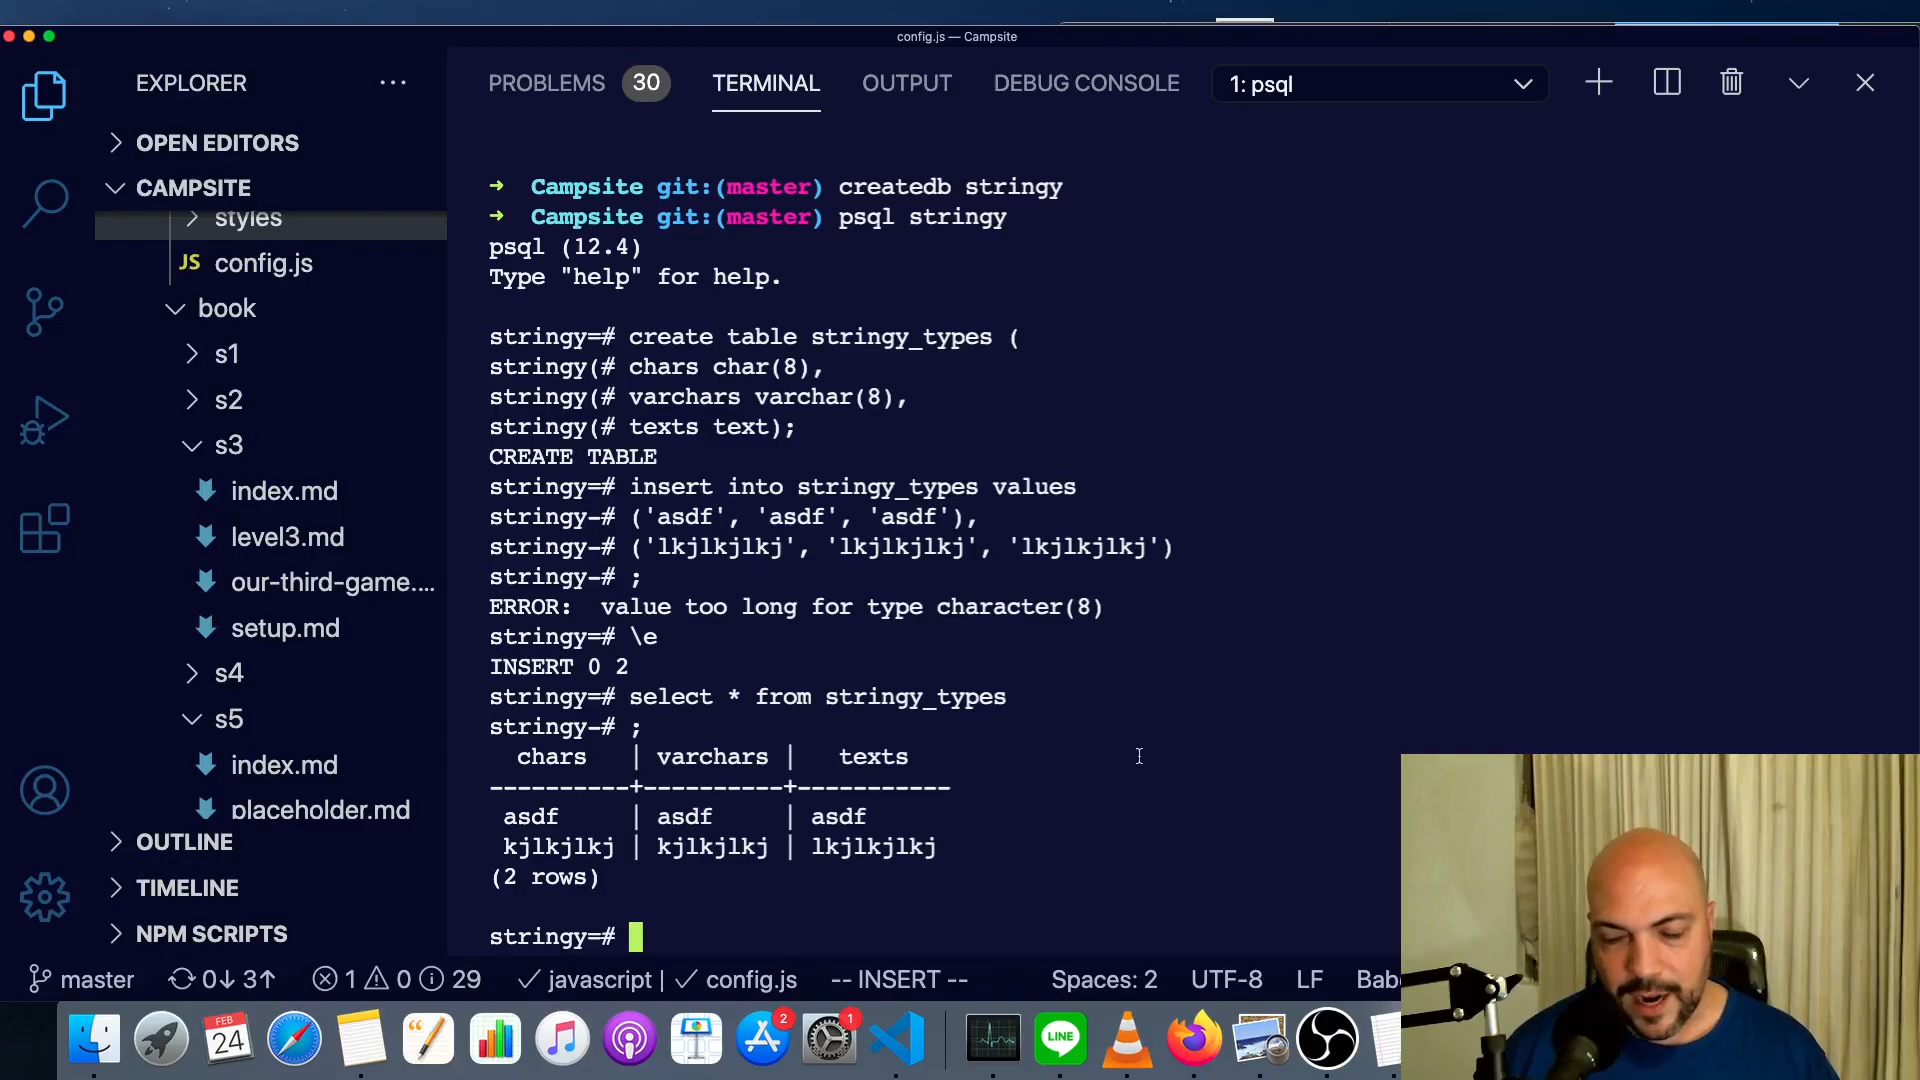 config.js — Campsite
EXPLORER
PROBLEMS 30 TERMINAL OUTPUT DEBUG CONSOLE 1: psql
OPEN EDITORS
CAMPSITE
styles
JS config.js
book
s1
s2
s3
index.md
level3.md
our-third-game....
setup.md
s4
s5
index.md
placeholder.md
OUTLINE
TIMELINE
NPM SCRIPTS
➜ Campsite git:(master) createdb stringy
➜ Campsite git:(master) psql stringy
psql (12.4)
Type "help" for help.
stringy=# create table stringy_types (
stringy(# chars char(8),
stringy(# varchars varchar(8),
stringy(# texts text);
CREATE TABLE
stringy=# insert into stringy_types values
stringy-# ('asdf', 'asdf', 'asdf'),
stringy-# ('lkjlkjlkj', 'lkjlkjlkj', 'lkjlkjlkj')
stringy-# ;
ERROR:  value too long for type character(8)
stringy=# \e
INSERT 0 2
stringy=# select * from stringy_types
stringy-# ;
chars | varchars | texts
----------+----------+-----------
asdf | asdf | asdf
kjlkjlkj | kjlkjlkj | lkjlkjlkj
(2 rows)
stringy=#
master 0↓ 3↑ 1 0 29 ✓ javascript | ✓ config.js -- INSERT -- Spaces: 2 UTF-8 LF Bab
FEB
24
2
1
LINE